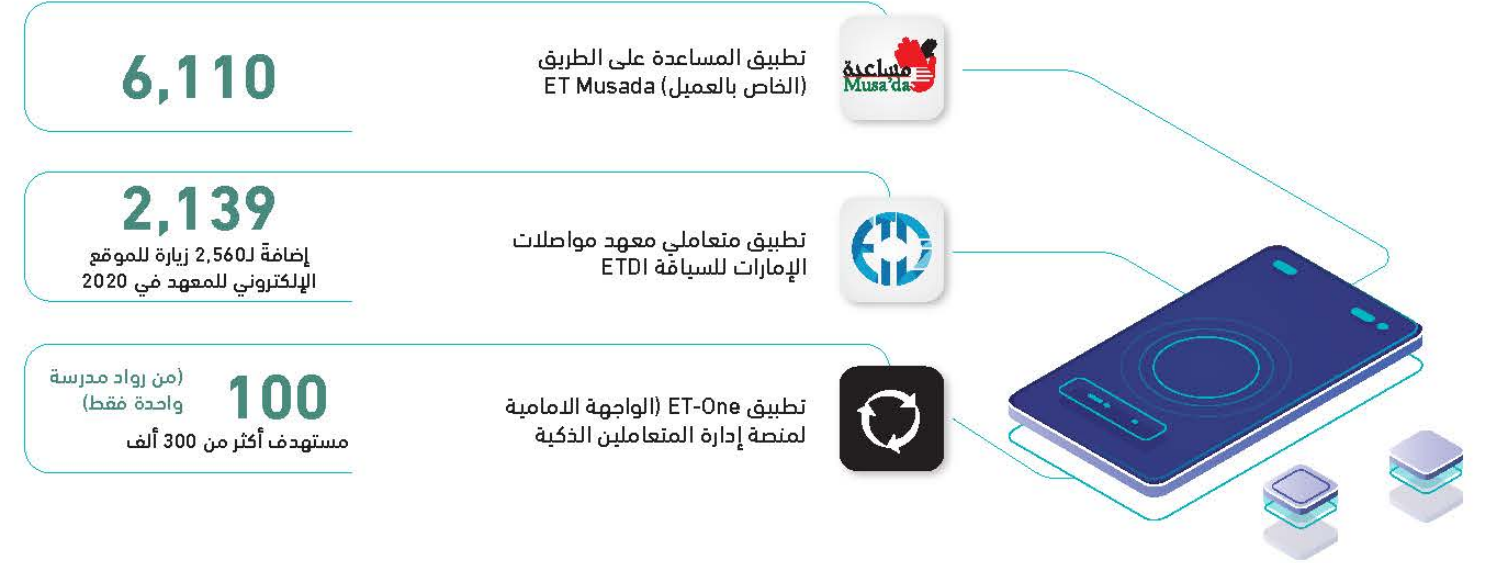 مساعدة
Musa'da
تطبيق المساعدة على الطريق
(الخاص بالعميل) ET Musada
6,110
ETDI
تطبيق متعاملي معهد مواصلات
الإمارات للسياقة ETDI
2,139
إضافةً لـ2,560 زيارة للموقع
الإلكتروني للمعهد في 2020
تطبيق ET-One (الواجهة الامامية
لمنصة إدارة المتعاملين الذكية
100
(من رواد مدرسة
واحدة فقط)
مستهدف أكثر من 300 ألف